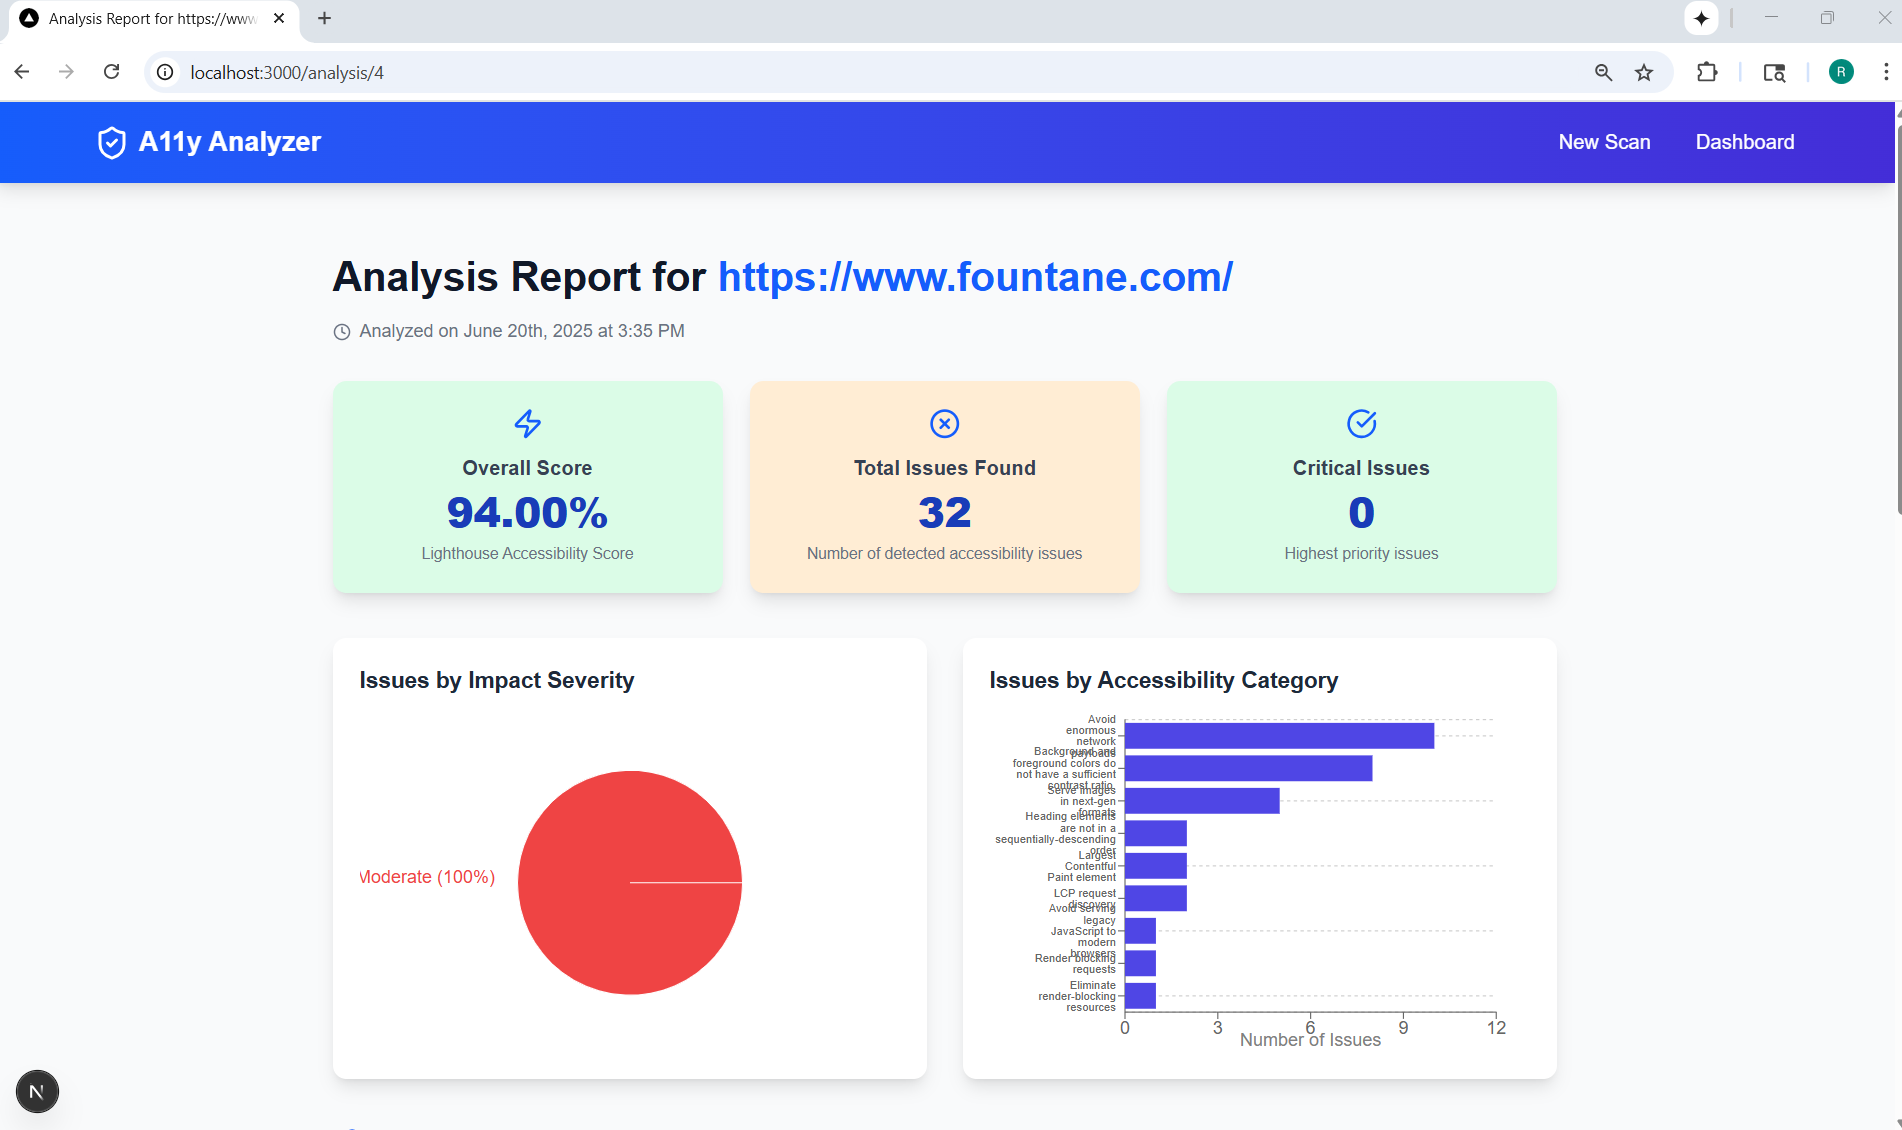 Analysis Report for https://www
localhost:3000/analysis/4
R
A11y Analyzer
New Scan
Dashboard
Analysis Report for https://www.fountane.com/
Analyzed on June 20th, 2025 at 3:35 PM
Overall Score
94.00%
Lighthouse Accessibility Score
Total Issues Found
32
Number of detected accessibility issues
Critical Issues
0
Highest priority issues
Issues by Impact Severity
Moderate (100%)
Issues by Accessibility Category
Avoid
enormous
network
payloads
Background and
foreground colors do
not have a sufficient
contrast ratio.
Serve images
in next-gen
formats
Heading elements
are not in a
sequentially-descending
order
Largest
Contentful
Paint element
LCP request
discovery
Avoid serving
legacy
JavaScript to
modern
browsers
Render blocking
requests
Eliminate
render-blocking
resources
0
3
6
9
12
Number of Issues
N